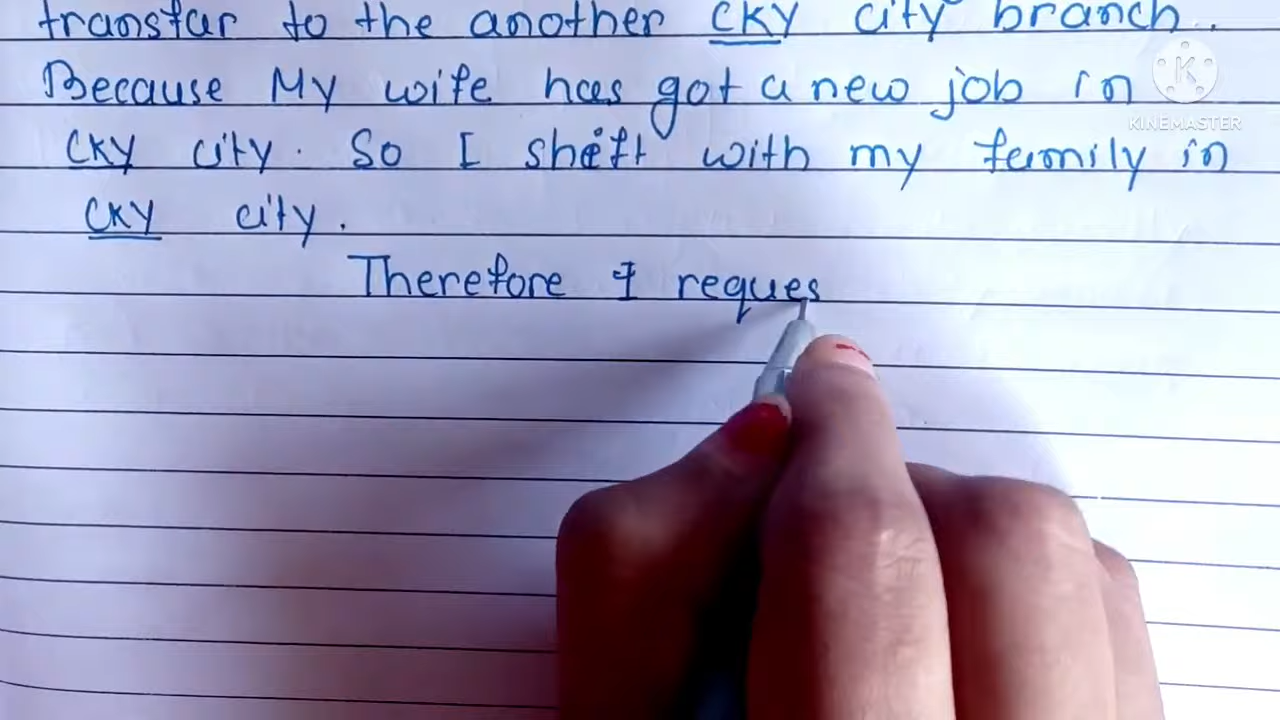 transfar to the another CKY city branch.
Because My wife has got a new job in
CKY city. So I sheft with my family in
CKY city.
Therefore I reques
K
KINEMASTER